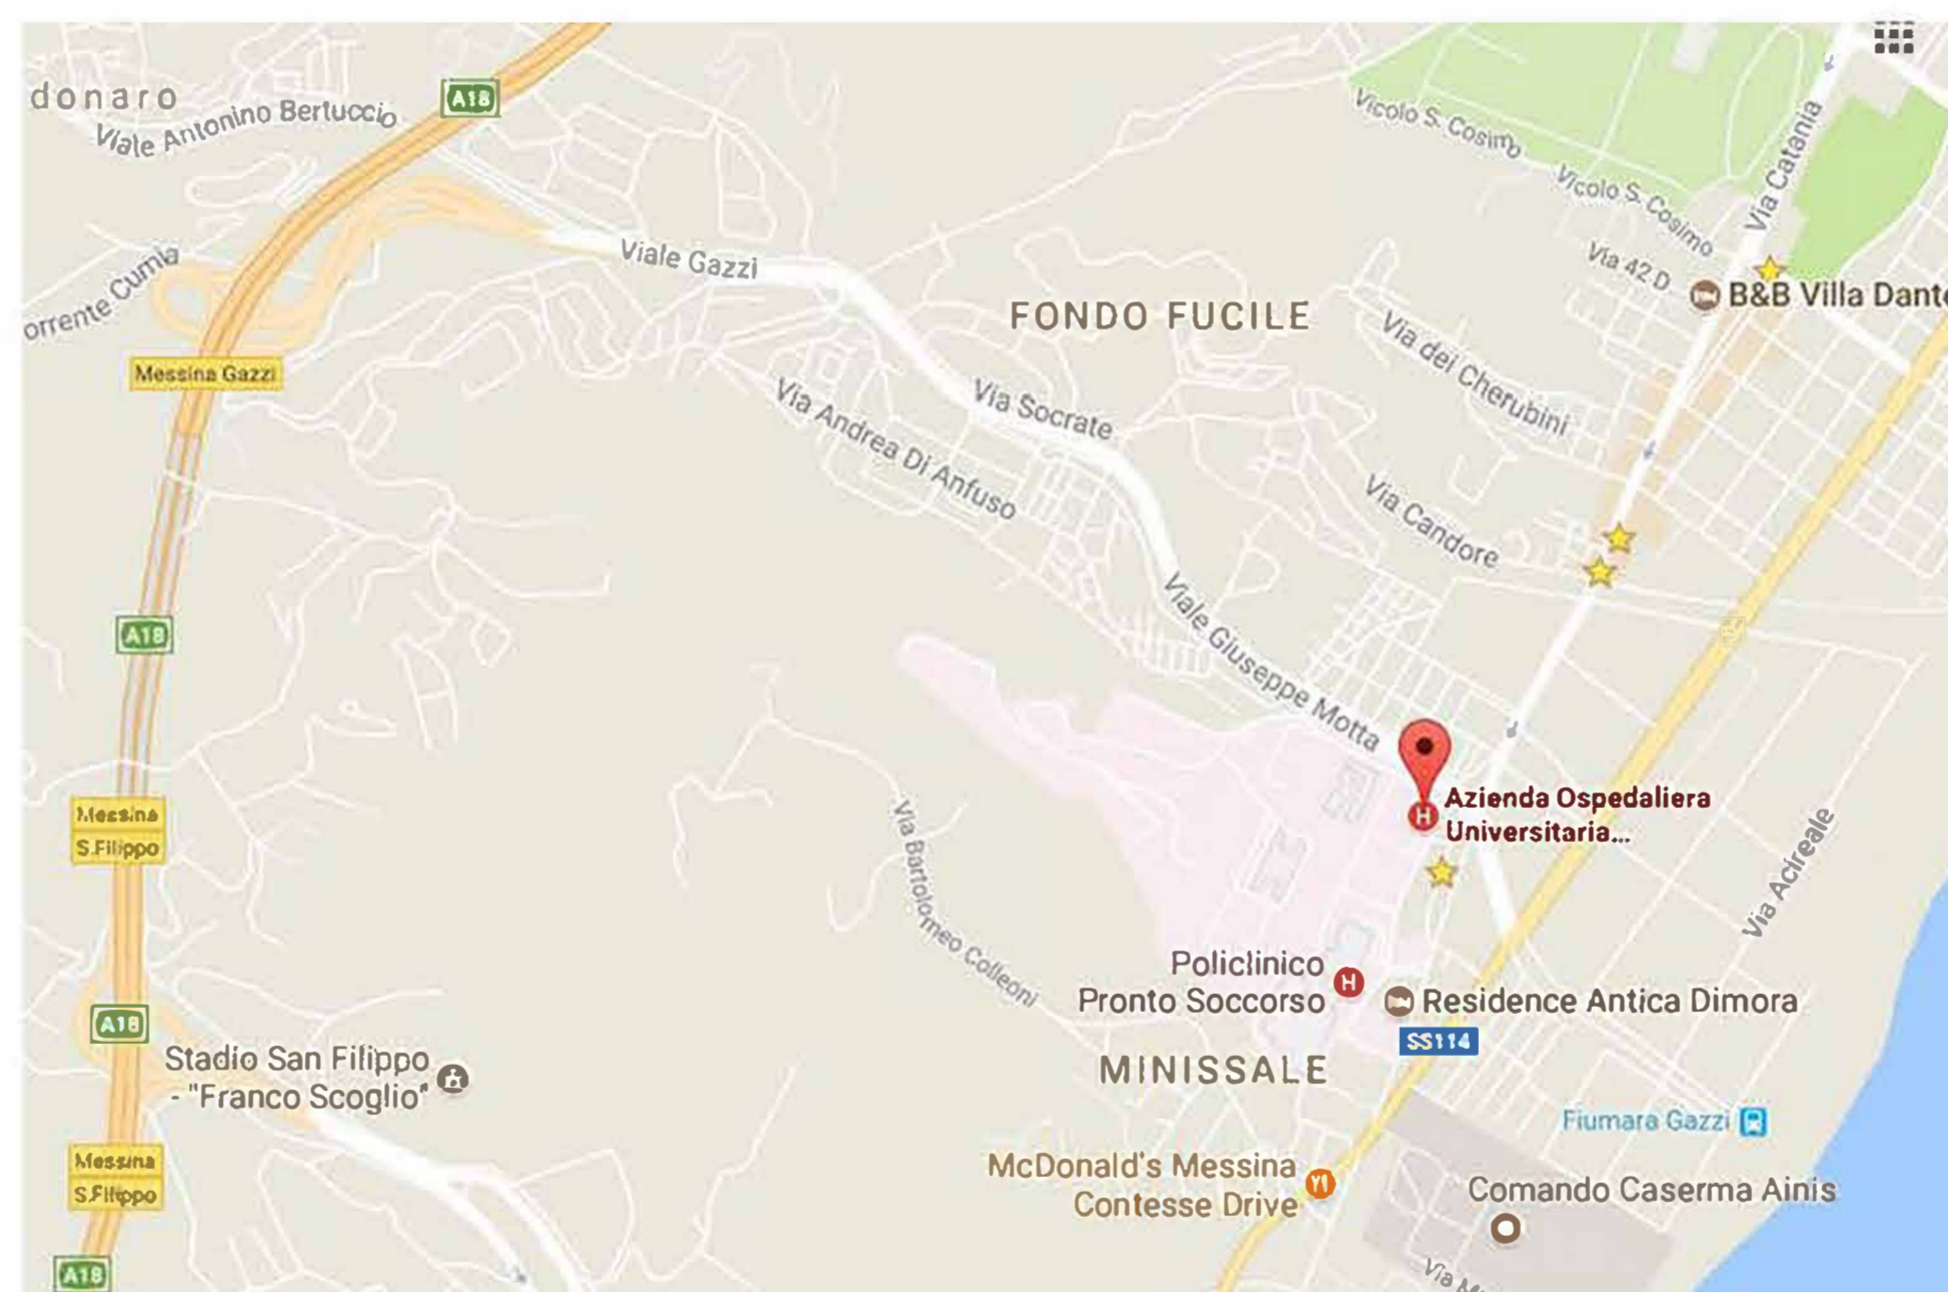 donaro
Viale Antonino Bertuccio
A18
Vicolo S. Cosimo
Vicolo S. Cosimo
Via Catania
Via 42 D
B&B Villa Dante
orrente Cumia
Viale Gazzi
FONDO FUCILE
Messina Gazzi
Via dei Cherubini
Via Socrate
Via Andrea Di Anfuso
Via Candore
A18
Viale Giuseppe Motta
Azienda Ospedaliera
Universitaria...
Messina
S.Filippo
Via Bartolomeo Colleoni
Via Acireale
Policlinico
Pronto Soccorso
H
H
Residence Antica Dimora
A18
SS114
Stadio San Filippo
- "Franco Scoglio"
MINISSALE
Fiumara Gazzi
Messina
S.Filippo
McDonald's Messina
Contesse Drive
Comando Caserma Ainis
A18